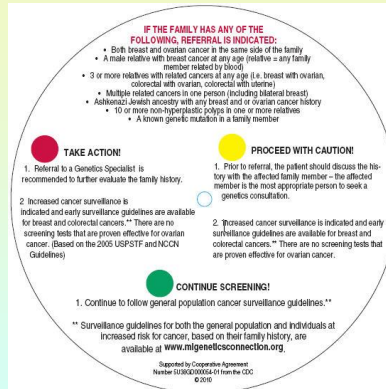 IF THE FAMILY HAS ANY OF THE
FOLLOWING, REFERRAL IS INDICATED:
• Both breast and ovarian cancer in the same side of the family
• A male relative with breast cancer at any age (relative = any family
member related by blood)
• 3 or more relatives with related cancers at any age (i.e. breast with ovarian,
colorectal with ovarian, colorectal with uterine)
• Multiple related cancers in one person (including bilateral breast)
• Ashkenazi Jewish ancestry with any breast and or ovarian cancer history
• 10 or more non-hyperplastic polyps in one or more relatives
• A known genetic mutation in a family member
TAKE ACTION!
1. Referral to a Genetics Specialist is
recommended to further evaluate the family history.
2 Increased cancer surveillance is
indicated and early surveillance guidelines are available
for breast and colorectal cancers.** There are no
screening tests that are proven effective for ovarian
cancer. (Based on the 2005 USPSTF and NCCN
Guidelines)
PROCEED WITH CAUTION!
1. Prior to referral, the patient should discuss the his-
tory with the affected family member – the affected
member is the most appropriate person to seek a
genetics consultation.
2. Increased cancer surveillance is indicated and early
surveillance guidelines are available for breast and
colorectal cancers.** There are no screening tests that
are proven effective for ovarian cancer.
CONTINUE SCREENING!
1. Continue to follow general population cancer surveillance guidelines.**
** Surveillance guidelines for both the general population and individuals at
increased risk for cancer, based on their family history, are
available at www.migeneticsconnection.org.
Supported by Cooperative Agreement
Number 5U38GD000054-01 from the CDC
© 2010